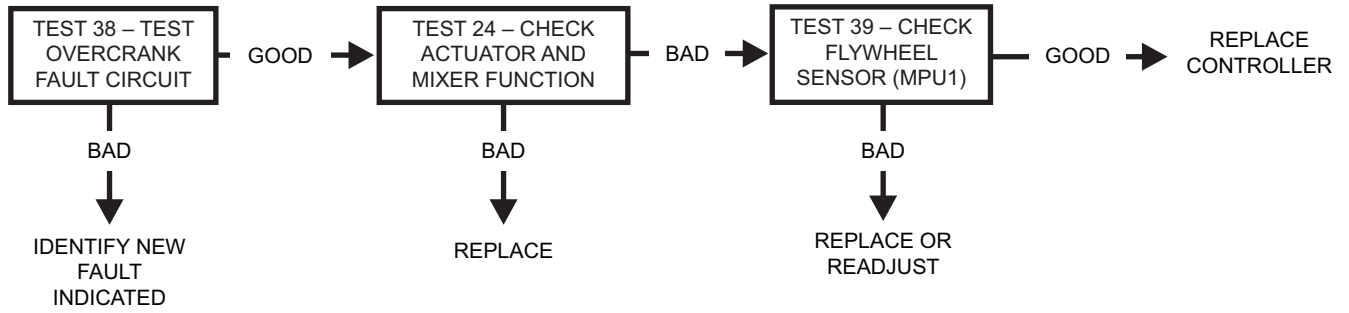 TEST 38 – TEST
OVERCRANK
FAULT CIRCUIT
GOOD
TEST 24 – CHECK
ACTUATOR AND
MIXER FUNCTION
BAD
TEST 39 – CHECK
FLYWHEEL
SENSOR (MPU1)
GOOD
REPLACE
CONTROLLER
BAD
BAD
BAD
IDENTIFY NEW
FAULT
INDICATED
REPLACE
REPLACE OR
READJUST